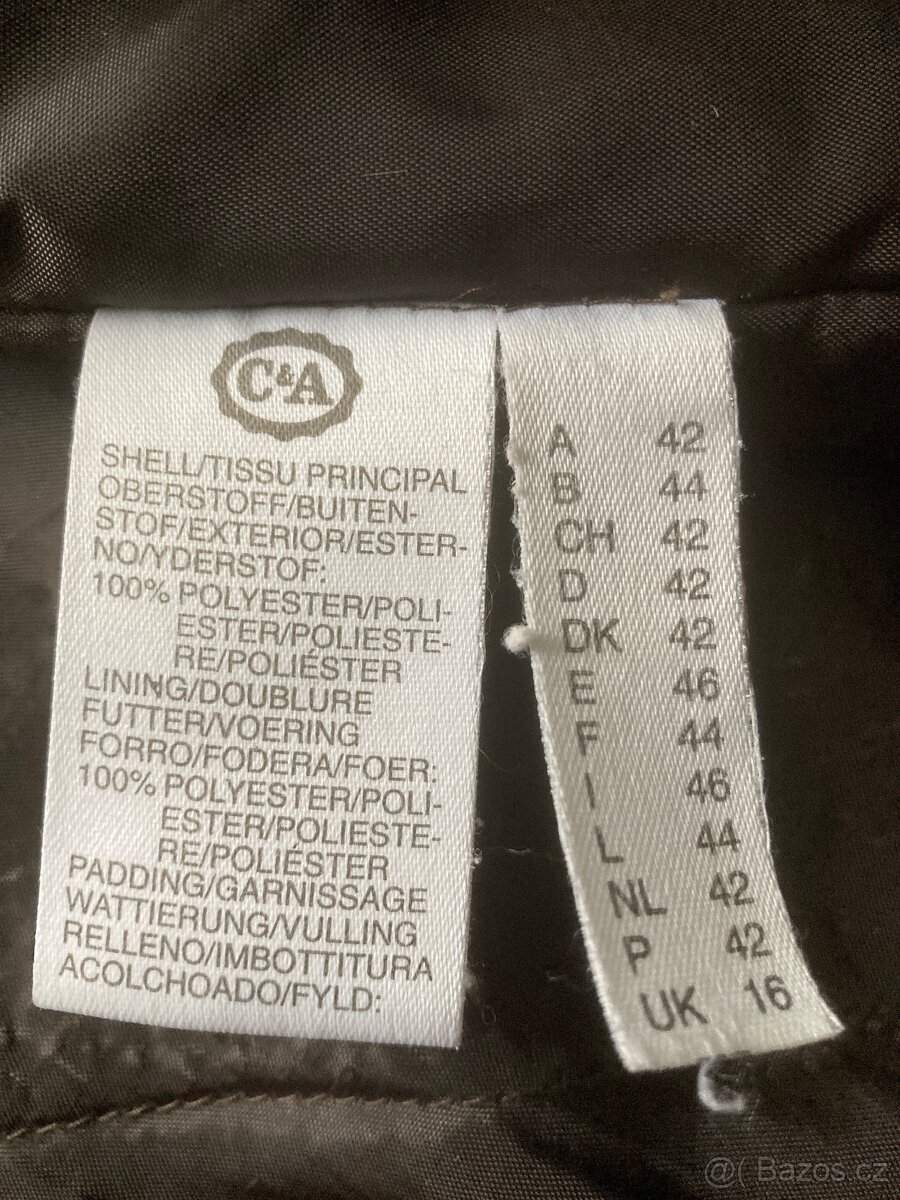 C&A
SHELL/TISSU PRINCIPAL
OBERSTOFF/BUITEN-
STOF/EXTERIOR/ESTER-
NO/YDERSTOF:
100% POLYESTER/POLI-
ESTER/POLIESTE-
RE/POLIÉSTER
LINING/DOUBLURE
FUTTER/VOERING
FORRO/FODERA/FOER:
100% POLYESTER/POLI-
ESTER/POLIESTE-
RE/POLIÉSTER
PADDING/GARNISSAGE
WATTIERUNG/VULLING
RELLENO/IMBOTTITURA
ACOLCHOADO/FYLD:
A 42
B 44
CH 42
D 42
DK 42
E 46
F 44
I 46
L 44
NL 42
P 42
UK 16
@( Bazos.cz